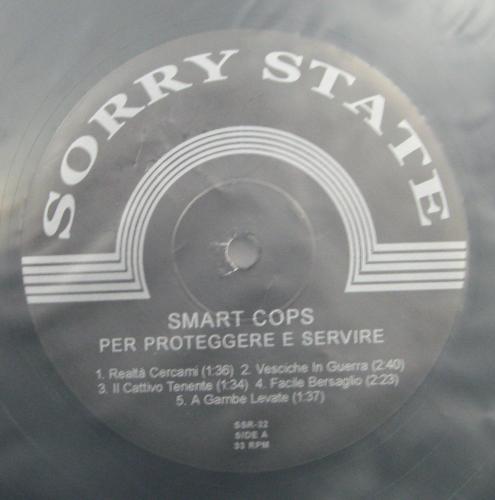 SORRY STATE
SMART COPS
PER PROTEGGERE E SERVIRE
1. Realtà Cercami (1:36) 2. Vesciche In Guerra (2:40)
3. Il Cattivo Tenente (1:34) 4. Facile Bersaglio (2:23)
5. A Gambe Levate (1:37)
SSR-22
SIDE A
33 RPM